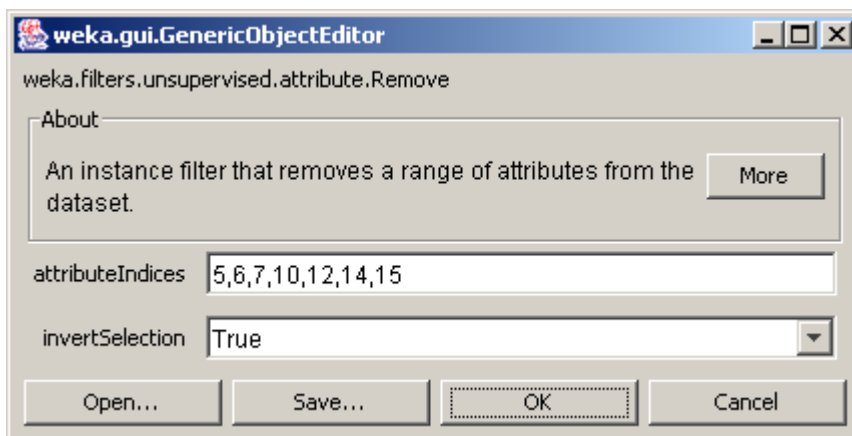 weka.gui.GenericObjectEditor
weka.filters.unsupervised.attribute.Remove
About
An instance filter that removes a range of attributes from the
dataset.
More
attributeIndices 5,6,7,10,12,14,15
invertSelection True
Open... Save... OK Cancel